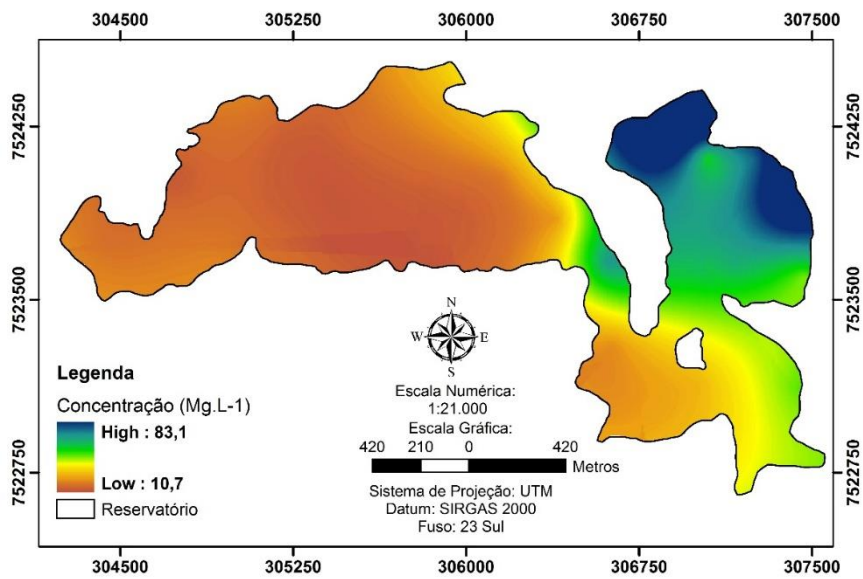 304500 305250 306000 306750 307500
7524250 7524250
7523500 7523500
7522750 7522750
N
W E
S
Legenda
Concentração (Mg.L-1)
High : 83,1
Low : 10,7
Reservatório
Escala Numérica:
1:21.000
Escala Gráfica:
420 210 0 420
Metros
Sistema de Projeção: UTM
Datum: SIRGAS 2000
Fuso: 23 Sul
304500 305250 306000 306750 307500